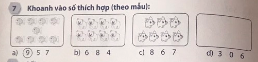 7 Khoanh vào số thích hợp (theo mẫu):
a) 9 5 7 b) 6 8 4 c) 8 6 7 d) 3 0 6